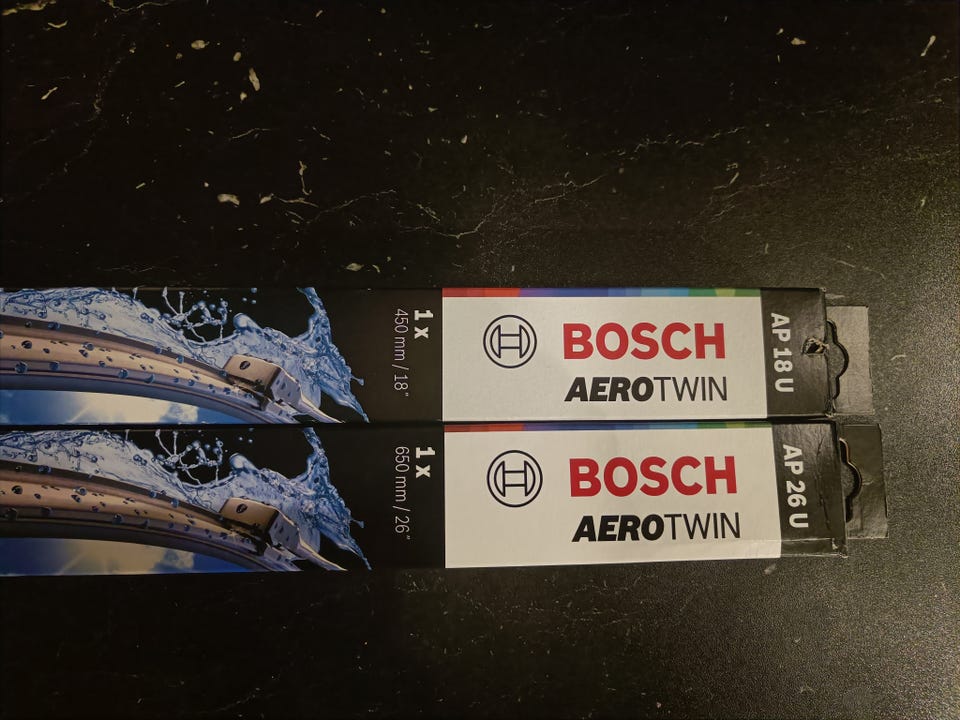 1 x
450 mm / 18"
BOSCH
AEROTWIN
AP 18 U
1 x
650 mm / 26"
BOSCH
AEROTWIN
AP 26 U